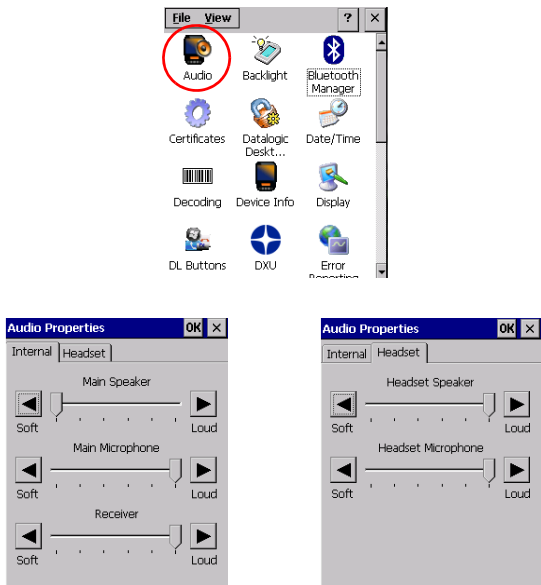 File View ? ×
Audio Backlight Bluetooth Manager
Certificates Datalogic Deskt... Date/Time
Decoding Device Info Display
DL Buttons DXU Error Reporting
Audio Properties OK ×
Internal Headset
Main Speaker
Soft Loud
Main Microphone
Soft Loud
Receiver
Soft Loud
Audio Properties OK ×
Internal Headset
Headset Speaker
Soft Loud
Headset Microphone
Soft Loud